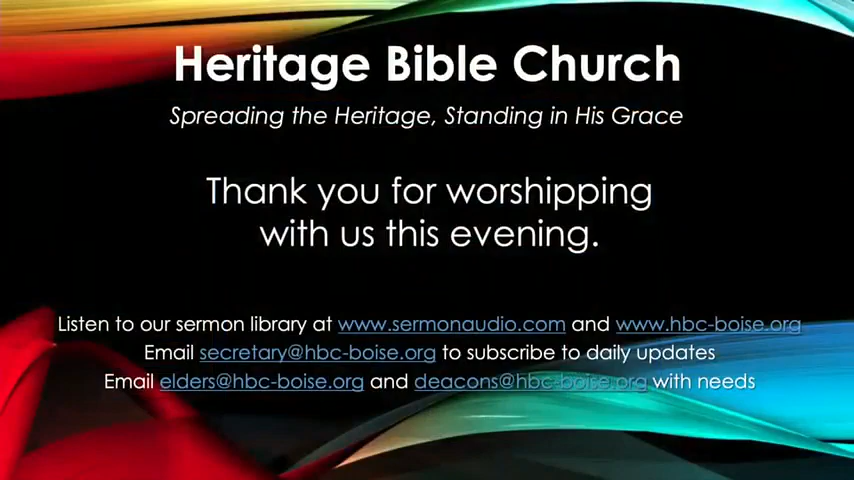 Heritage Bible Church
Spreading the Heritage, Standing in His Grace
Thank you for worshipping
with us this evening.
Listen to our sermon library at www.sermonaudio.com and www.hbc-boise.org
Email secretary@hbc-boise.org to subscribe to daily updates
Email elders@hbc-boise.org and deacons@hbc-boise.org with needs